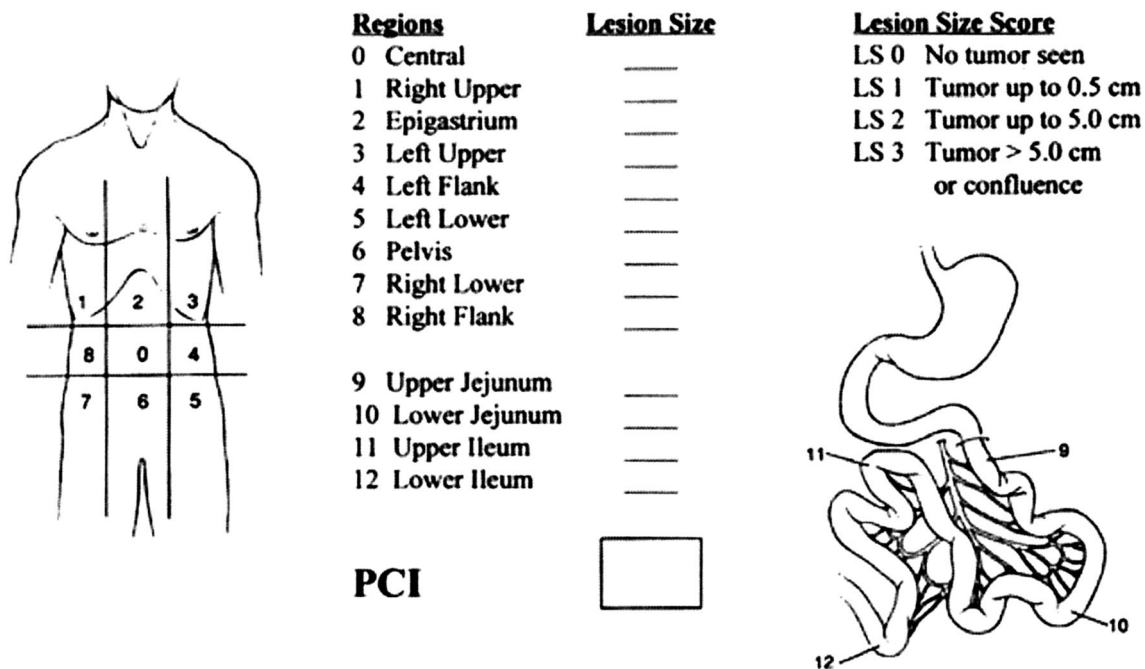 Regions
0 Central
1 Right Upper
2 Epigastrium
3 Left Upper
4 Left Flank
5 Left Lower
6 Pelvis
7 Right Lower
8 Right Flank
9 Upper Jejunum
10 Lower Jejunum
11 Upper Ileum
12 Lower Ileum
PCI
Lesion Size
Lesion Size Score
LS 0 No tumor seen
LS 1 Tumor up to 0.5 cm
LS 2 Tumor up to 5.0 cm
LS 3 Tumor > 5.0 cm
or confluence
1 2 3
8 0 4
7 6 5
11 9
10
12